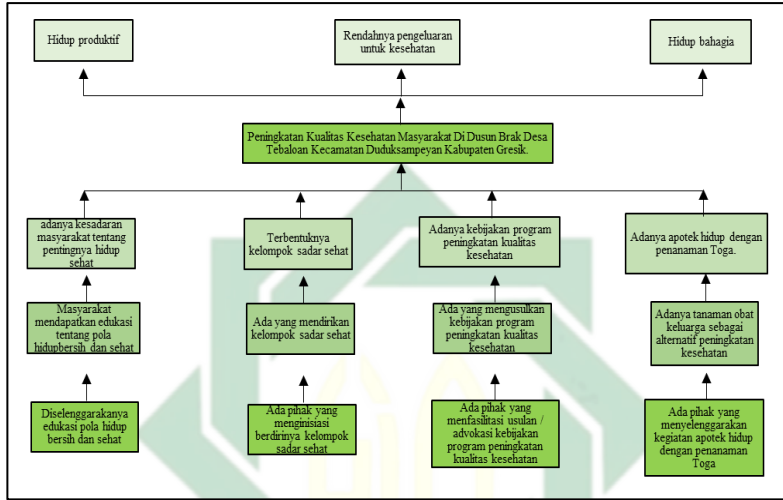 Hidup produktif
Rendahnya pengeluaran
untuk kesehatan
Hidup bahagia
Peningkatan Kualitas Kesehatan Masyarakat Di Dusun Brak Desa
Tebaloan Kecamatan Duduksampeyan Kabupaten Gresik.
adanya kesadaran
masyarakat tentang
pentingnya hidup
sehat
Terbentuknya
kelompok sadar sehat
Adanya kebijakan program
peningkatan kualitas
kesehatan
Adanya apotek hidup dengan
penanaman Toga.
Masyarakat
mendapatkan edukasi
tentang pola
hidupbersih dan sehat
Ada yang mendirikan
kelompok sadar sehat
Ada yang mengusulkan
kebijakan program
peningkatan kualitas
kesehatan
Adanya tanaman obat
keluarga sebagai
alternatif peningkatan
kesehatan
Diselenggarakanya
edukasi pola hidup
bersih dan sehat
Ada pihak yang
menginisiasi
berdirinya kelompok
sadar sehat
Ada pihak yang
menfasilitasi usulan /
advokasi kebijakan
program peningkatan
kualitas kesehatan
Ada pihak yang
menyelenggarakan
kegiatan apotek hidup
dengan penanaman
Toga